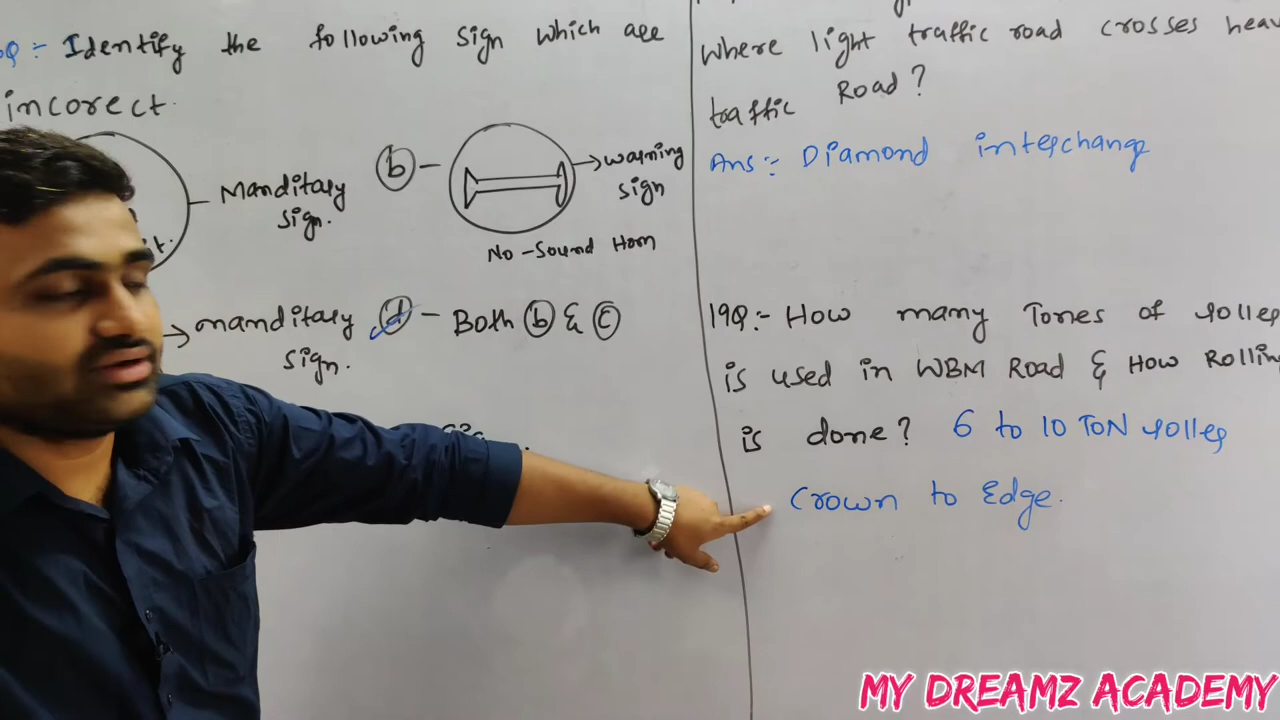 Q:- Identify the following sign which are
incorect.
Manditary
sign.
b -
warning
sign
No-Sound Horn
manditary
sign.
d - Both b & c
Where light traffic road crosses heav
traffic Road?
Ans:- Diamond interchange
19Q:- How many Tones of roller
is used in WBM Road & How Rolling
is done? 6 to 10 TON roller
Crown to Edge.
MY DREAMZ ACADEMY